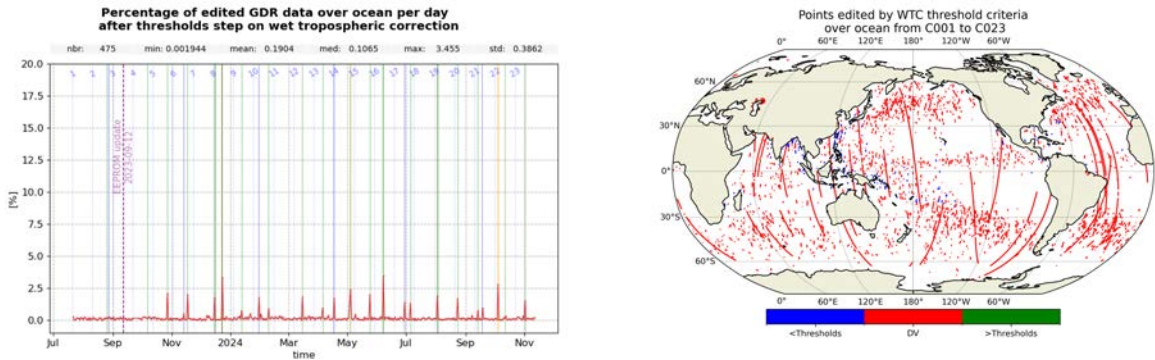 Percentage of edited GDR data over ocean per day
after thresholds step on wet tropospheric correction
nbr: 475 min: 0.001944 mean: 0.1904 med: 0.1065 max: 3.455 std: 0.3862
20.0
17.5
15.0
12.5
10.0
7.5
5.0
2.5
0.0
[%]
1 2 3 4 5 6 7 8 9 10 11 12 13 14 15 16 17 18 19 20 21 22 23
EEPROM update
2023-09-12
Jul Sep Nov 2024 Mar May Jul Sep Nov
time
Points edited by WTC threshold criteria
over ocean from C001 to C023
0° 60°E 120°E 180° 120°W 60°W
60°N
30°N
0°
30°S
60°S
0° 60°E 120°E 180° 120°W 60°W
<Thresholds DV >Thresholds